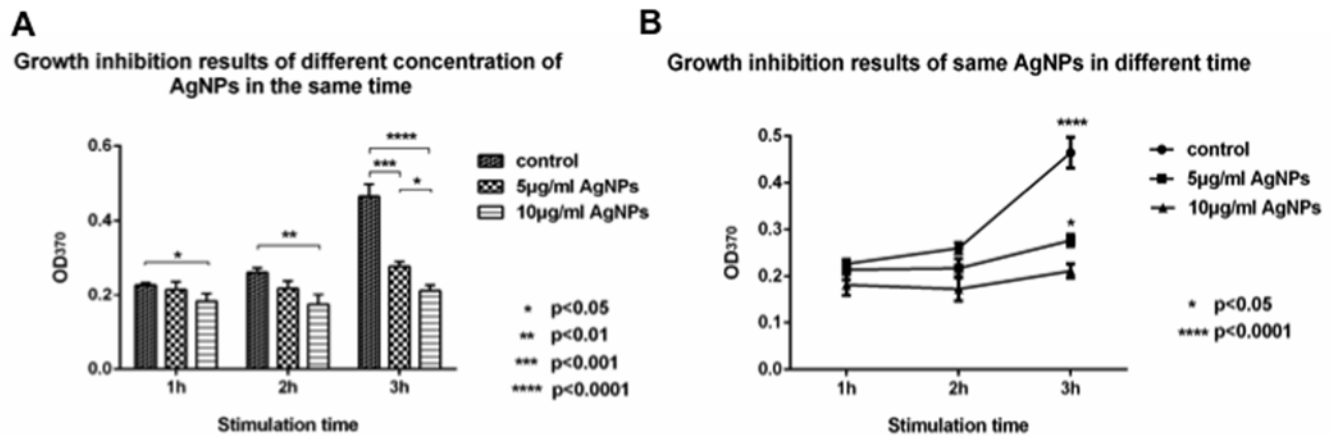 A
Growth inhibition results of different concentration of
AgNPs in the same time
0.6
0.4
0.2
0.0
OD370
****
***
*
**
*
control
5μg/ml AgNPs
10μg/ml AgNPs
* p<0.05
** p<0.01
*** p<0.001
**** p<0.0001
1h 2h 3h
Stimulation time
B
Growth inhibition results of same AgNPs in different time
0.5
0.4
0.3
0.2
0.1
0.0
OD370
****
*
control
5μg/ml AgNPs
10μg/ml AgNPs
* p<0.05
**** p<0.0001
1h 2h 3h
Stimulation time